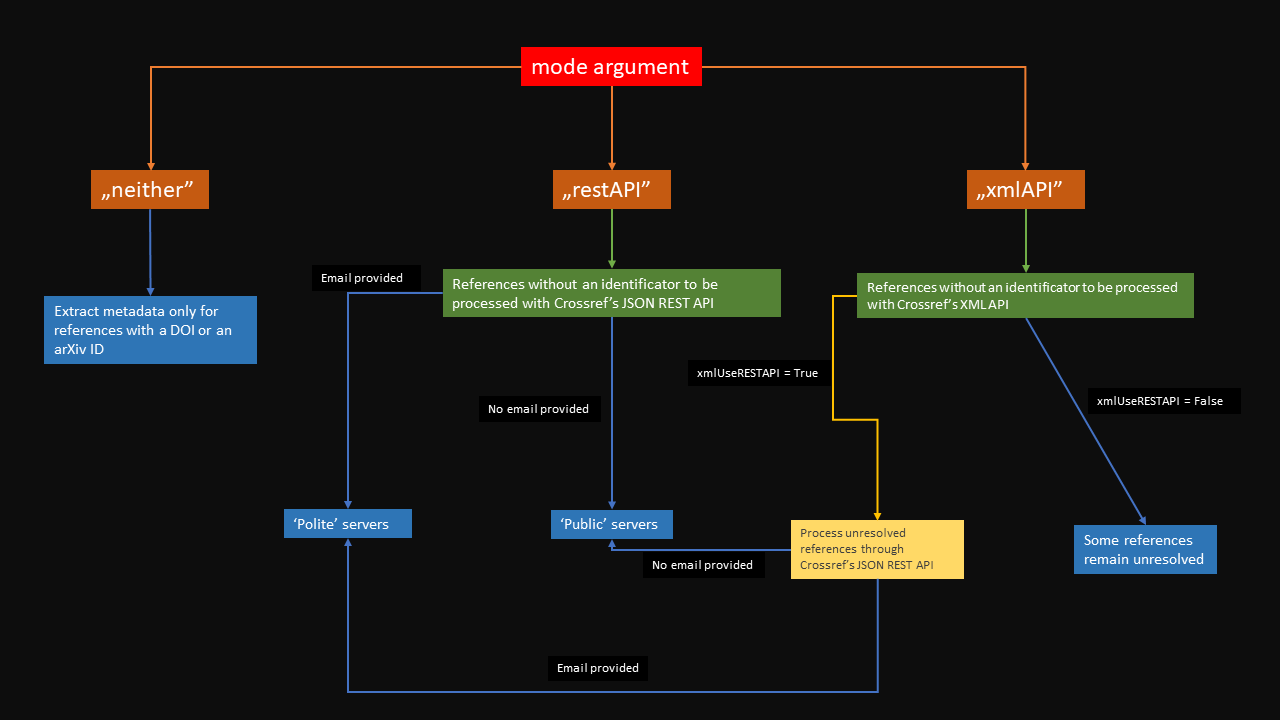 mode argument
„neither”
„restAPI”
„xmlAPI”
Email provided
References without an identificator to be
processed with Crossref’s JSON REST API
References without an identificator to be processed
with Crossref’s XML API
Extract metadata only for
references with a DOI or an
arXiv ID
xmlUseRESTAPI = True
xmlUseRESTAPI = False
No email provided
‘Polite’ servers
‘Public’ servers
Process unresolved
references through
Crossref’s JSON REST API
Some references
remain unresolved
No email provided
Email provided